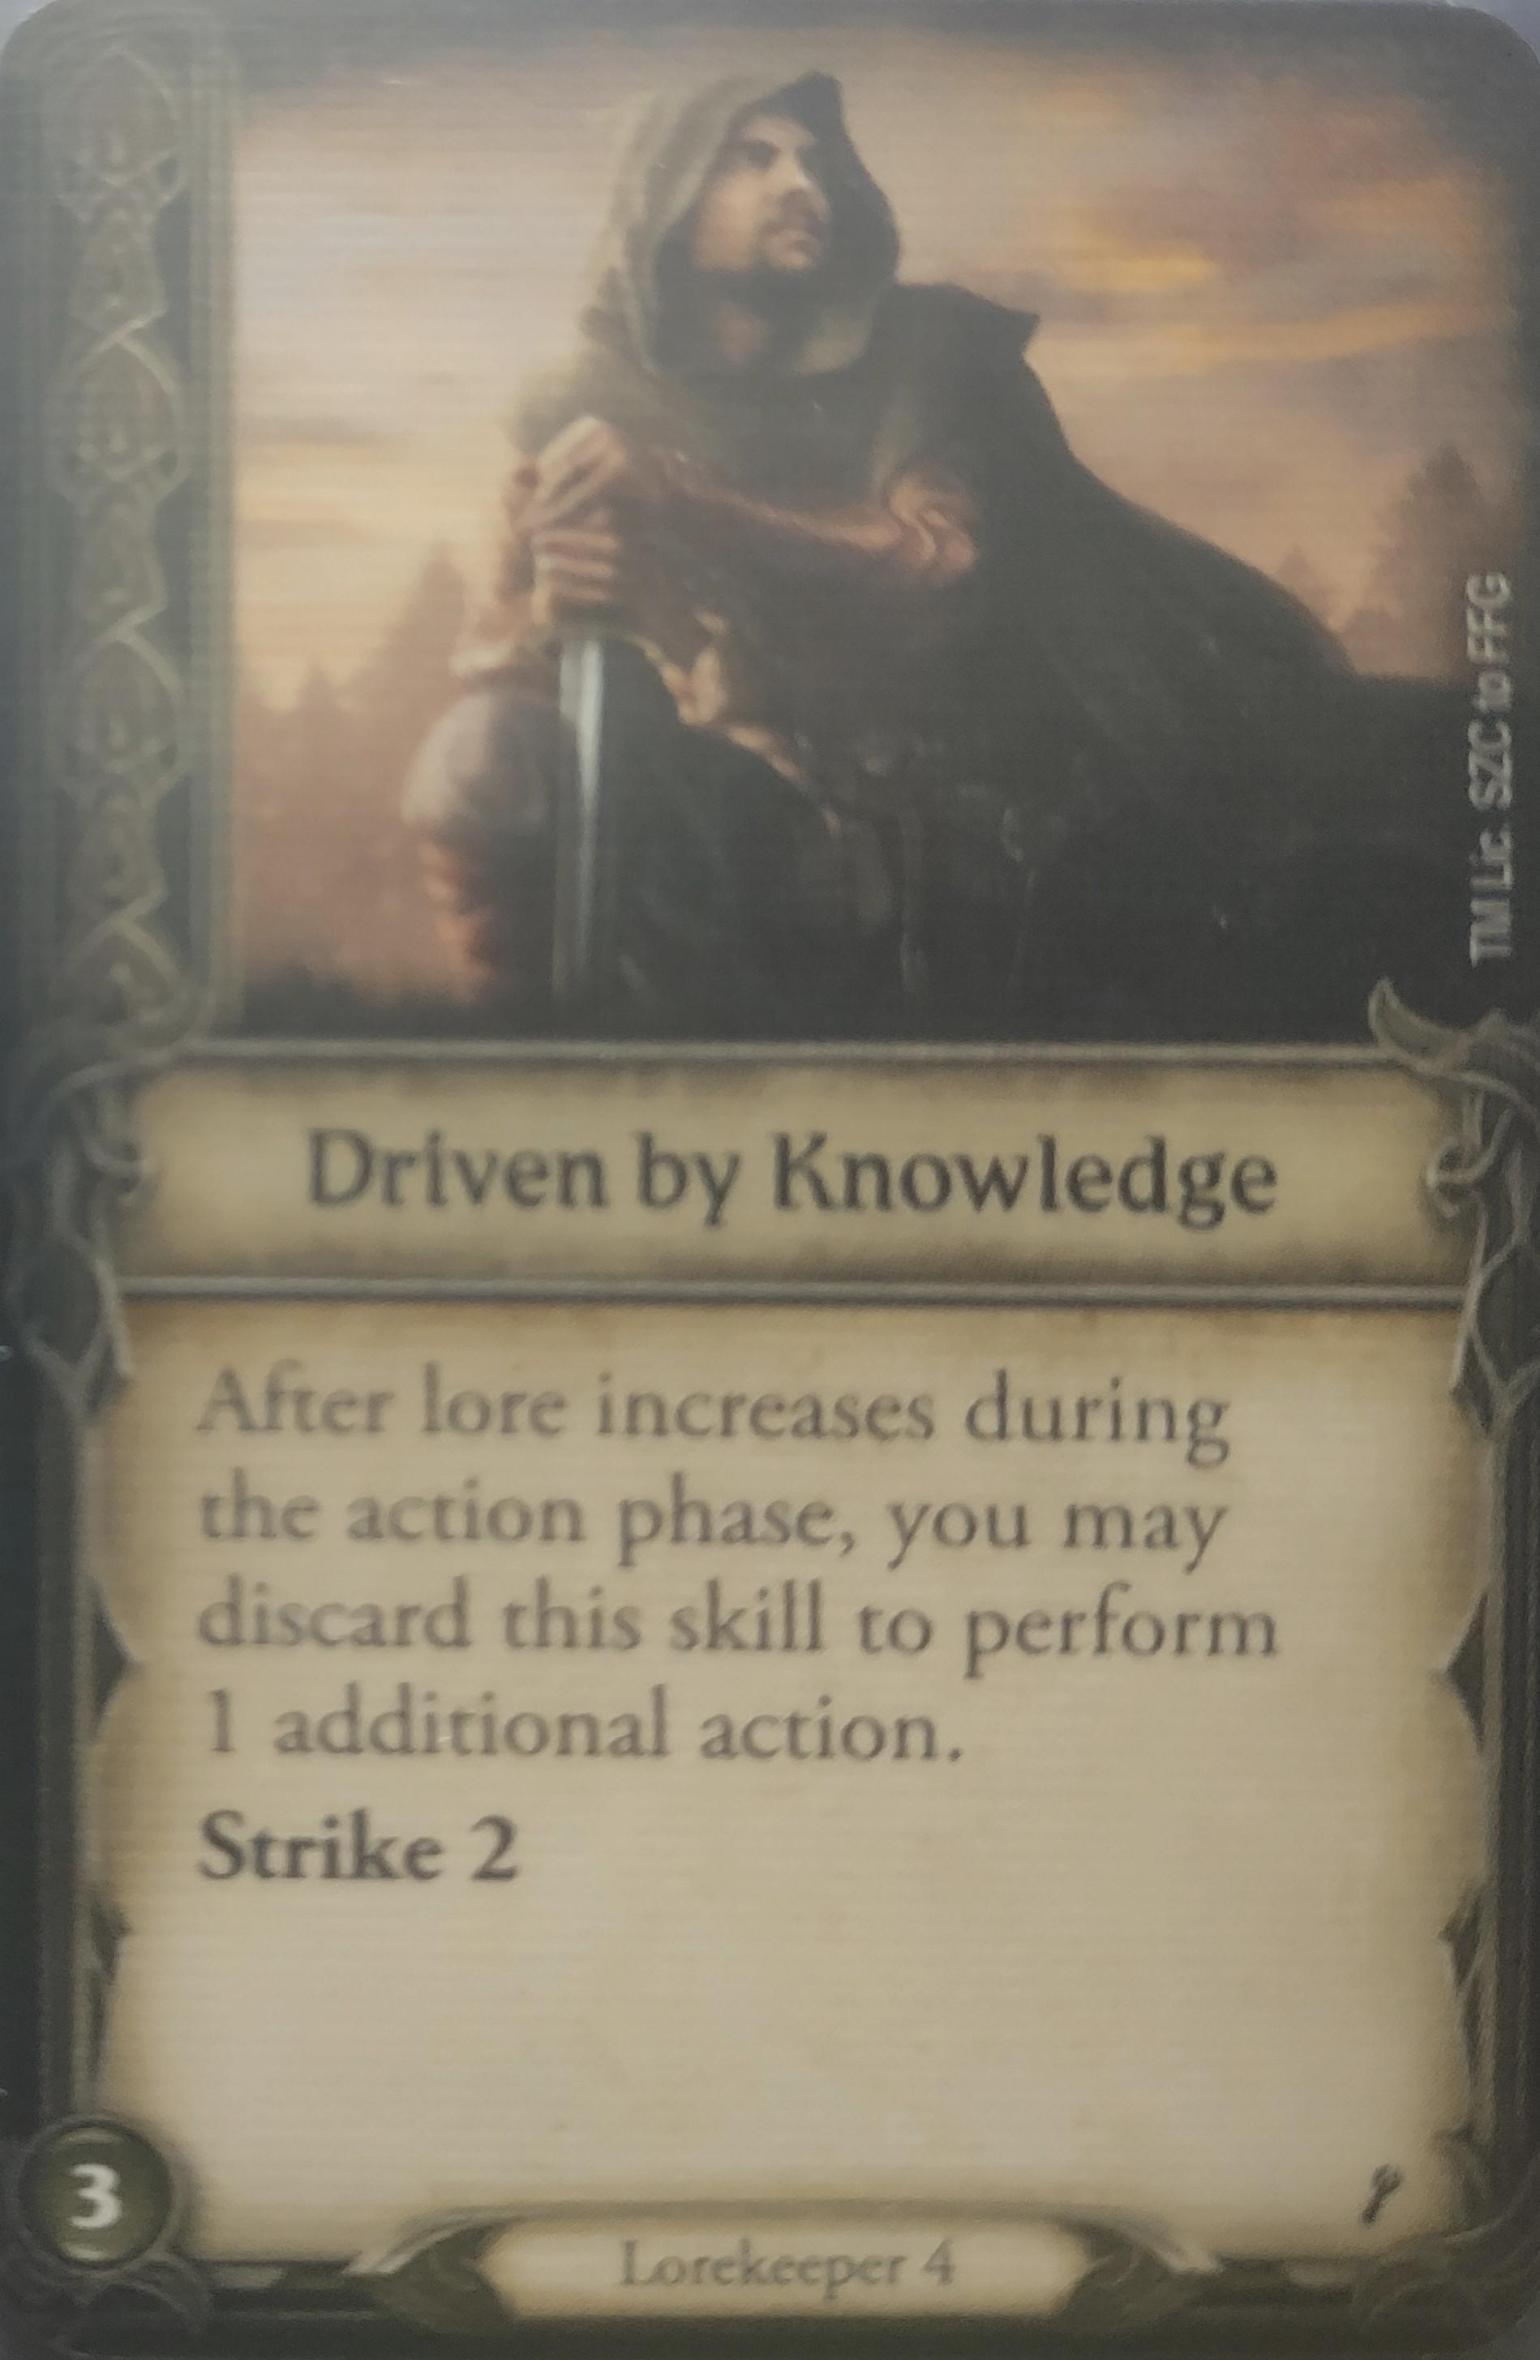 TM Lic. SZC to FFG
Driven by Knowledge
After lore increases during
the action phase, you may
discard this skill to perform
1 additional action.
Strike 2
3
Lorekeeper 4